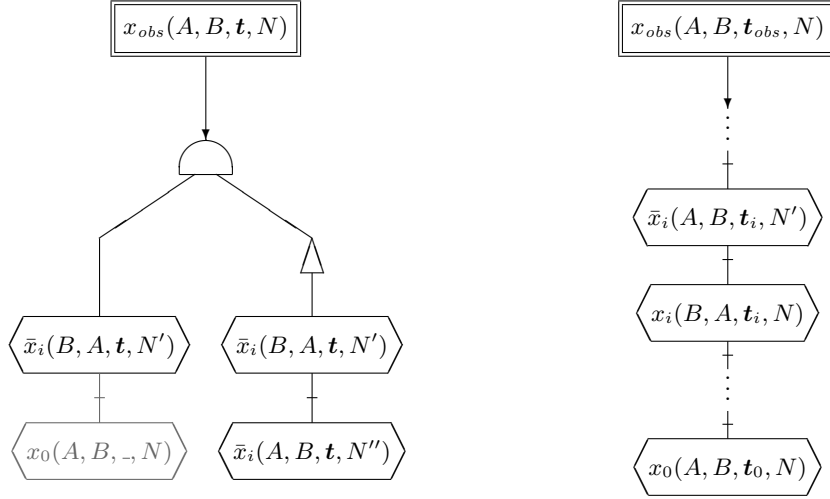 x_{obs}(A, B, t, N)
x̄_i(B, A, t, N′)
x̄_i(B, A, t, N′)
x_0(A, B, _, N)
x̄_i(A, B, t, N″)
x_{obs}(A, B, t_{obs}, N)
x̄_i(A, B, t_i, N′)
x_i(B, A, t_i, N)
x_0(A, B, t_0, N)